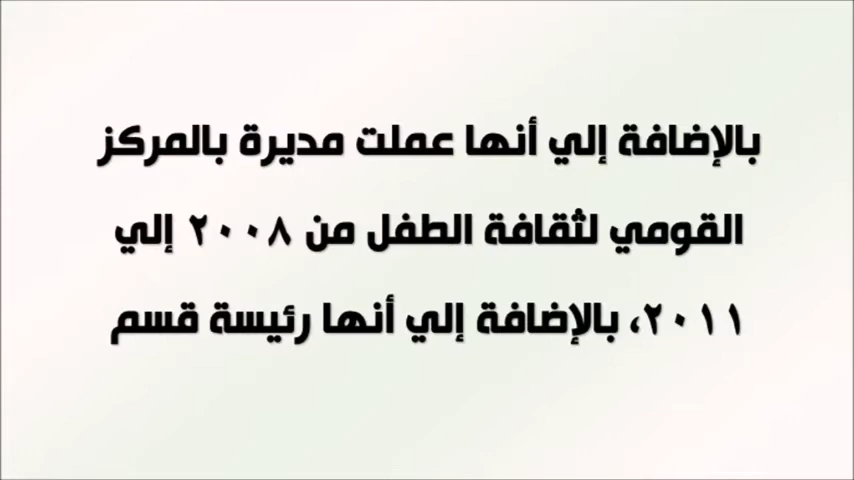 بالإضافة إلي أنها عملت مديرة بالمركز
القومي لثقافة الطفل من ٢٠٠٨ إلي
٢٠١١، بالإضافة إلي أنها رئيسة قسم